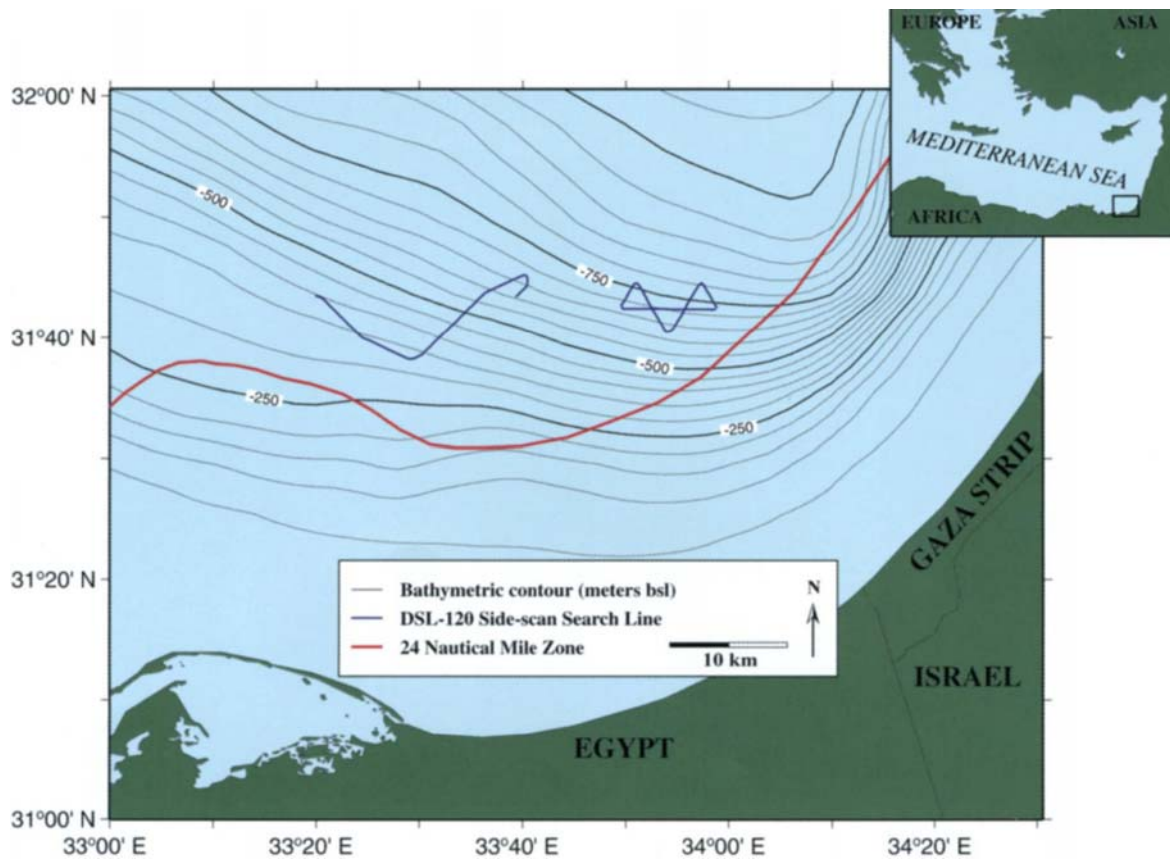 EUROPE
ASIA
MEDITERRANEAN SEA
AFRICA
32°00' N
31°40' N
31°20' N
31°00' N
-500
-750
-500
-250
-250
GAZA STRIP
ISRAEL
EGYPT
Bathymetric contour (meters bsl)
DSL-120 Side-scan Search Line
24 Nautical Mile Zone
N
10 km
33°00' E
33°20' E
33°40' E
34°00' E
34°20' E